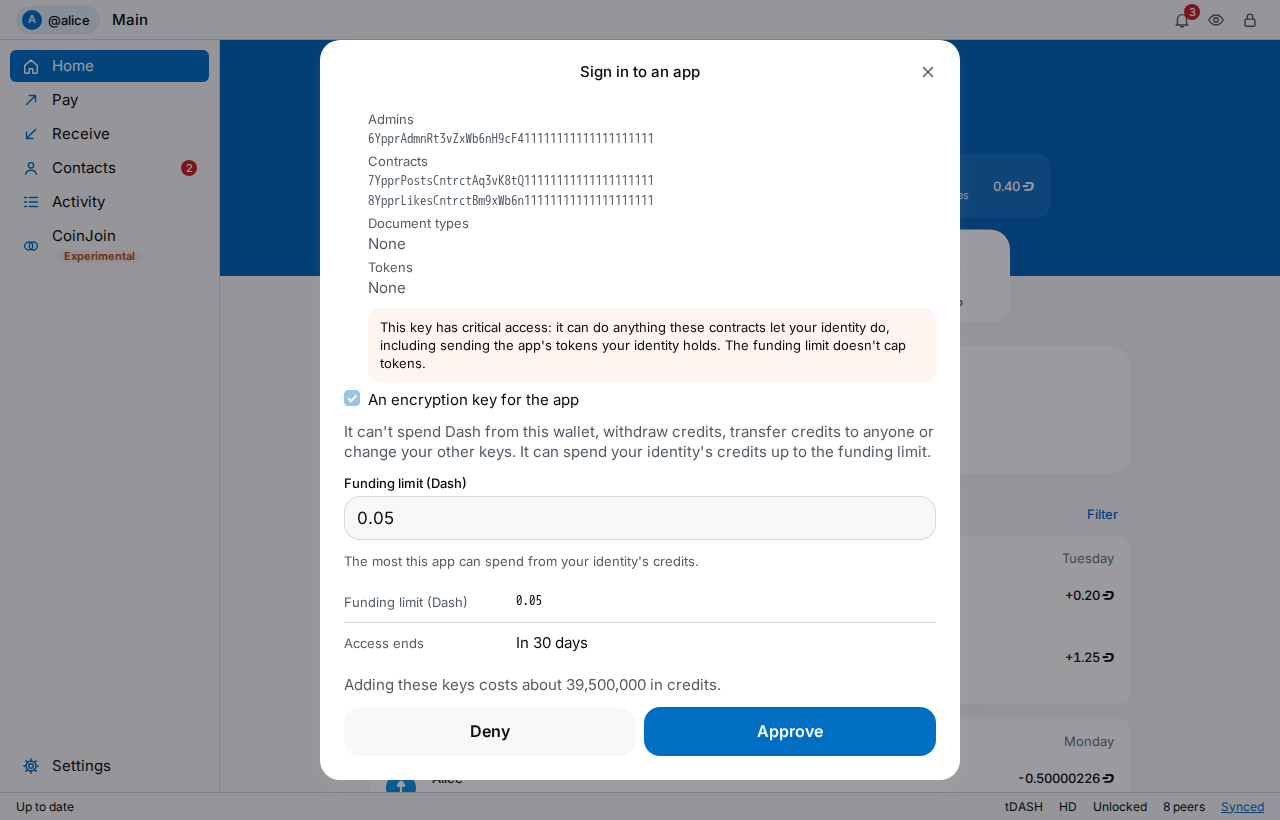 A @alice Main
3
Home
Pay
Receive
Contacts 2
Activity
CoinJoin
Experimental
Settings
Sign in to an app
Admins
6YpprAdmnRt3vZxWb6nH9cF41111111111111111111
Contracts
7YpprPostsCntrctAq3vK8tQ11111111111111111111
8YpprLikesCntrctBm9xWb6n11111111111111111111
Document types
None
Tokens
None
This key has critical access: it can do anything these contracts let your identity do,
including sending the app's tokens your identity holds. The funding limit doesn't cap
tokens.
An encryption key for the app
It can't spend Dash from this wallet, withdraw credits, transfer credits to anyone or
change your other keys. It can spend your identity's credits up to the funding limit.
Funding limit (Dash)
0.05
The most this app can spend from your identity's credits.
Funding limit (Dash) 0.05
Access ends In 30 days
Adding these keys costs about 39,500,000 in credits.
Deny Approve
0.40
Filter
Tuesday
+0.20
+1.25
Monday
-0.50000226
Alice
Up to date
tDASH HD Unlocked 8 peers Synced